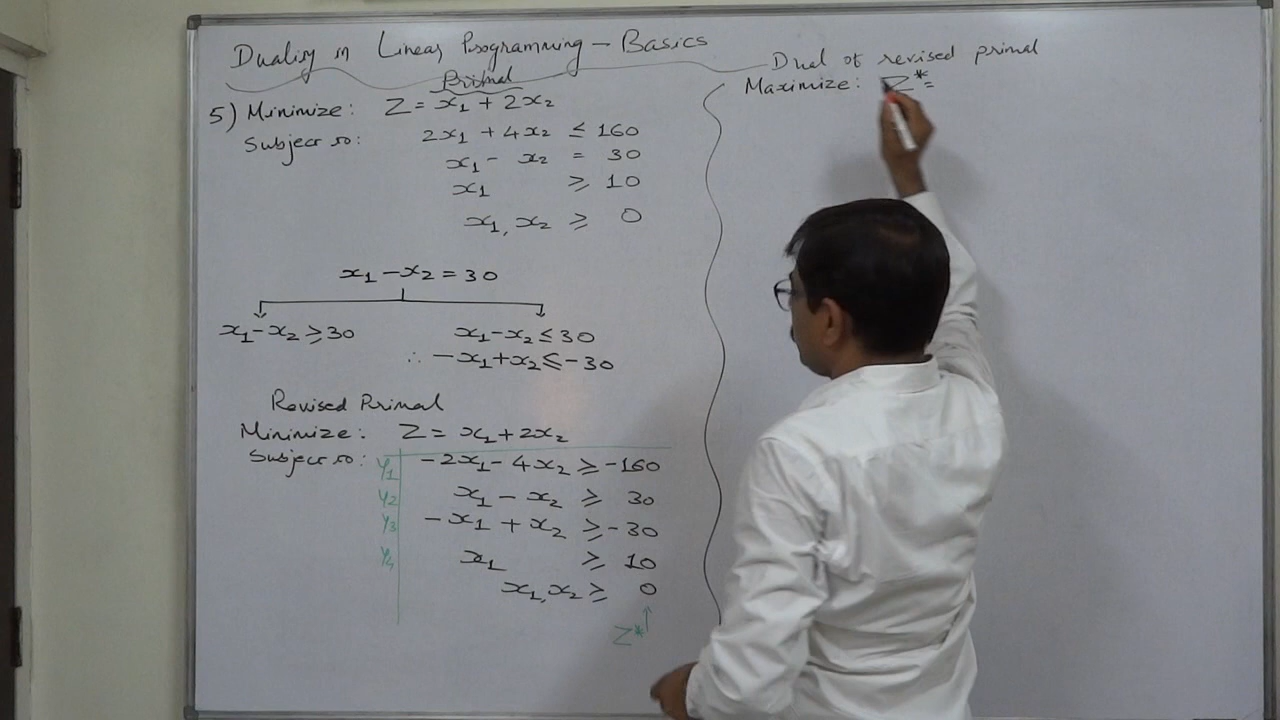 Duality in Linear Programming - Basics
Primal
5) Minimize: Z = x₁ + 2x₂
Subject to: 2x₁ + 4x₂ ≤ 160
x₁ - x₂ = 30
x₁ ≥ 10
x₁, x₂ ≥ 0
x₁ - x₂ = 30
x₁ - x₂ ≥ 30 x₁ - x₂ ≤ 30
∴ -x₁ + x₂ ≤ -30
Revised Primal
Minimize: Z = x₁ + 2x₂
Subject to: y₁ -2x₁ - 4x₂ ≥ -160
y₂ x₁ - x₂ ≥ 30
y₃ -x₁ + x₂ ≥ -30
y₄ x₁ ≥ 10
x₁, x₂ ≥ 0
Z*
Dual of revised primal
Maximize: Z* =